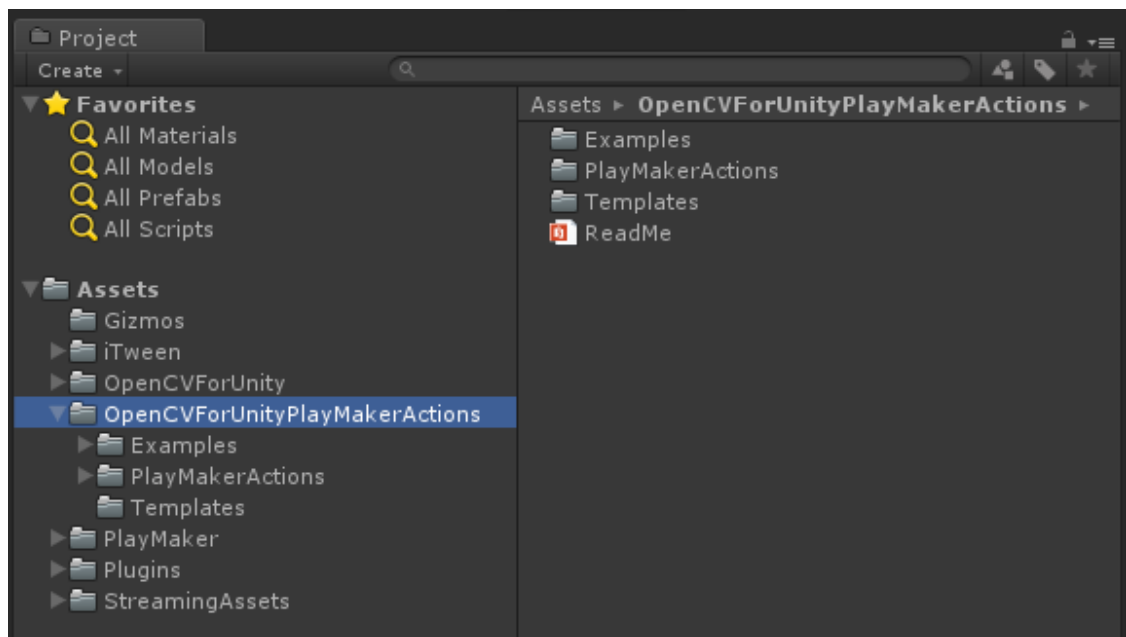 Project
Create
Favorites
All Materials
All Models
All Prefabs
All Scripts
Assets
Gizmos
iTween
OpenCVForUnity
OpenCVForUnityPlayMakerActions
Examples
PlayMakerActions
Templates
PlayMaker
Plugins
StreamingAssets
Assets ▸ OpenCVForUnityPlayMakerActions ▸
Examples
PlayMakerActions
Templates
ReadMe